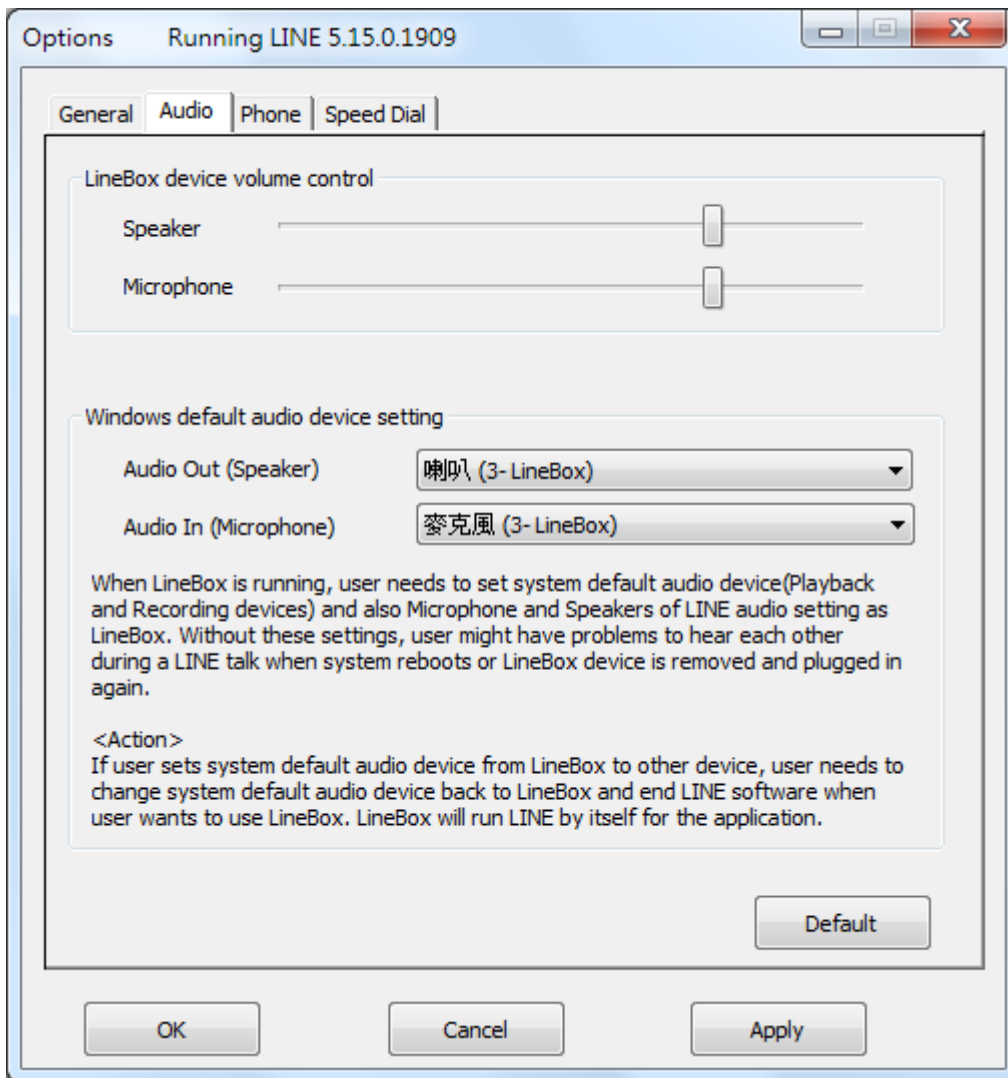 Options Running LINE 5.15.0.1909
General Audio Phone Speed Dial
LineBox device volume control
Speaker
Microphone
Windows default audio device setting
Audio Out (Speaker) 喇叭 (3- LineBox)
Audio In (Microphone) 麥克風 (3- LineBox)
When LineBox is running, user needs to set system default audio device(Playback
and Recording devices) and also Microphone and Speakers of LINE audio setting as
LineBox. Without these settings, user might have problems to hear each other
during a LINE talk when system reboots or LineBox device is removed and plugged in
again.
<Action>
If user sets system default audio device from LineBox to other device, user needs to
change system default audio device back to LineBox and end LINE software when
user wants to use LineBox. LineBox will run LINE by itself for the application.
Default
OK Cancel Apply